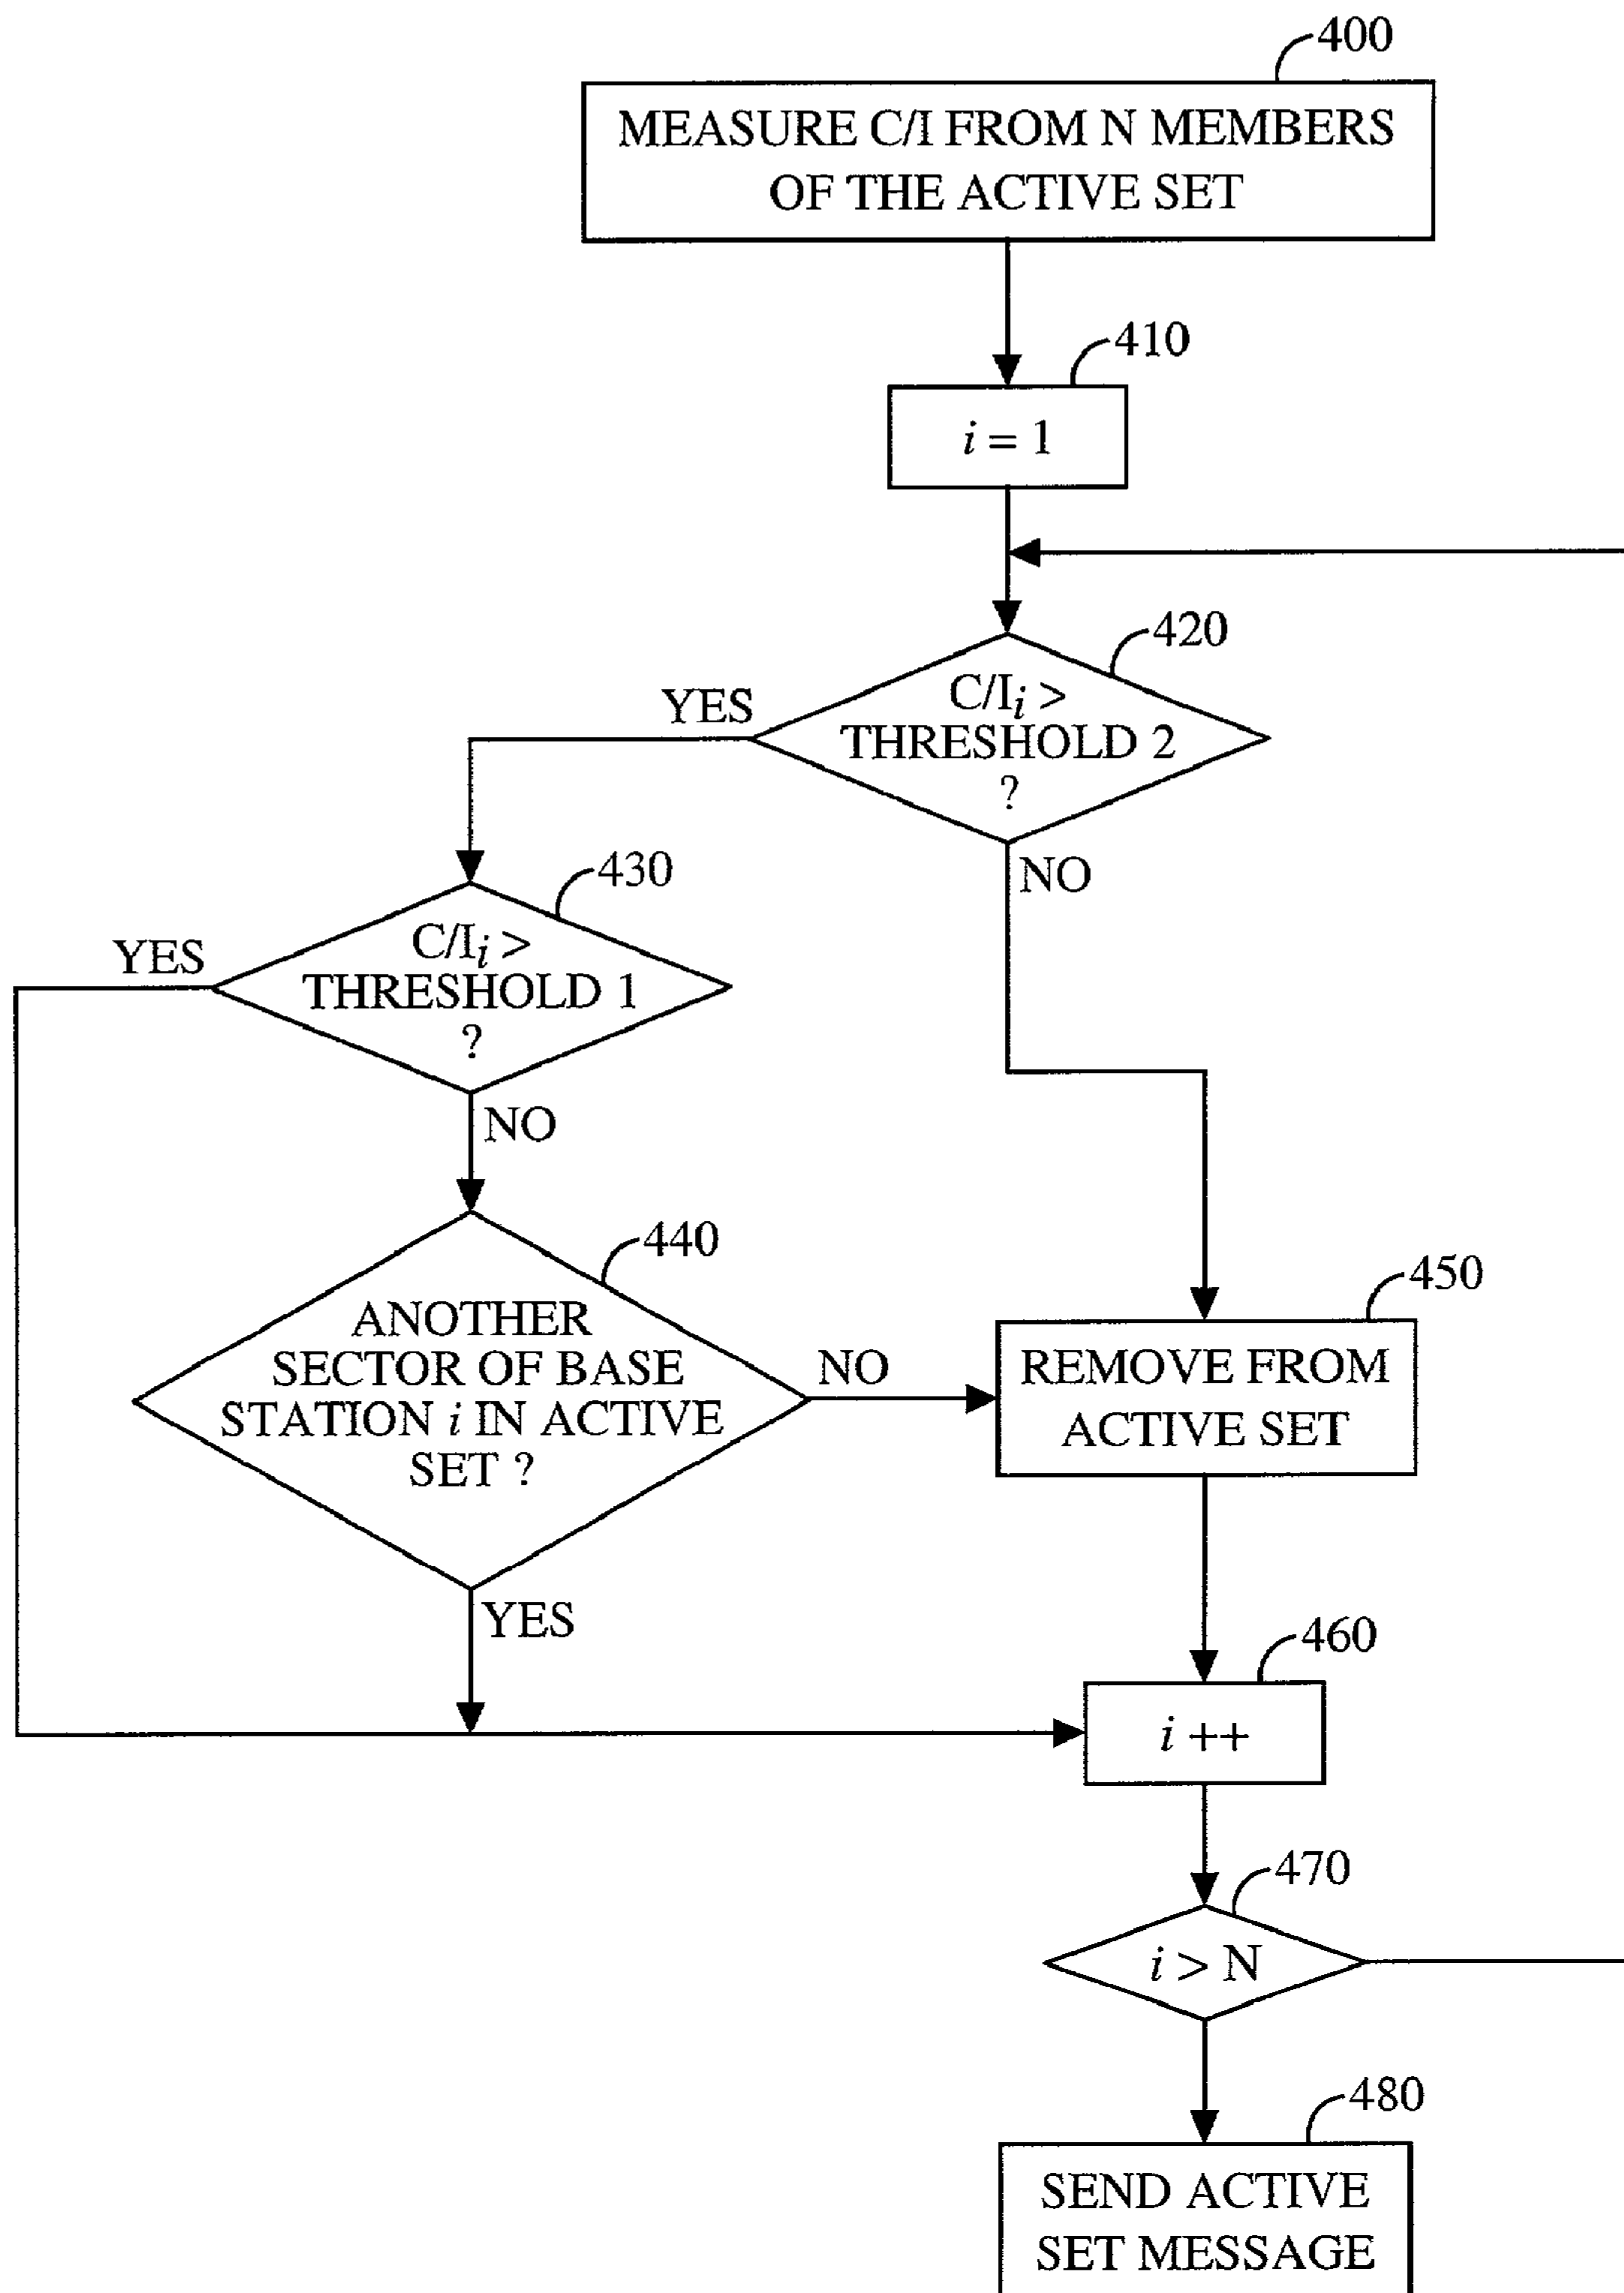 400
MEASURE C/I FROM N MEMBERS
OF THE ACTIVE SET
410
i = 1
420
C/Ii >
THRESHOLD 2
?
YES
NO
430
C/Ii >
THRESHOLD 1
?
YES
NO
440
ANOTHER
SECTOR OF BASE
STATION i IN ACTIVE
SET ?
NO
YES
450
REMOVE FROM
ACTIVE SET
460
i ++
470
i > N
480
SEND ACTIVE
SET MESSAGE